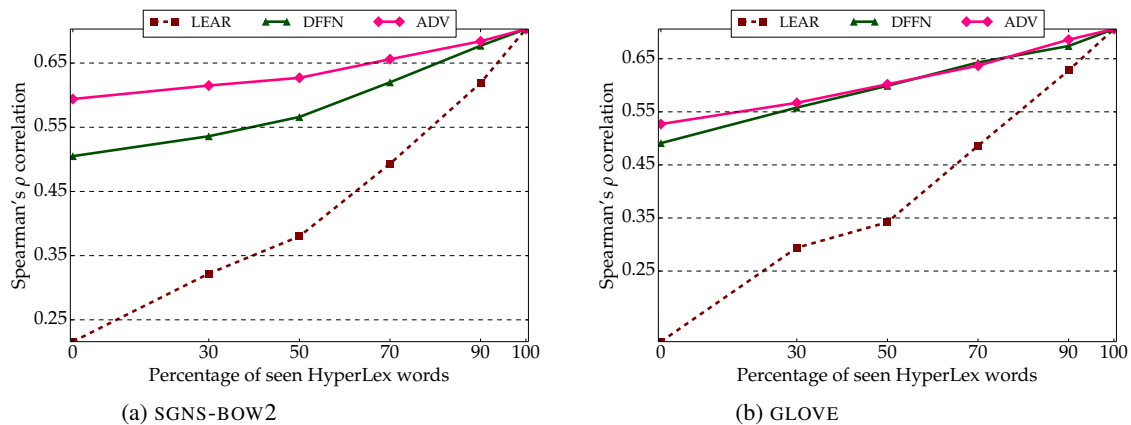 LEAR DFFN ADV
Spearman's ρ correlation
0.65
0.55
0.45
0.35
0.25
0 30 50 70 90 100
Percentage of seen HyperLex words
(a) SGNS-BOW2
LEAR DFFN ADV
Spearman's ρ correlation
0.65
0.55
0.45
0.35
0.25
0 30 50 70 90 100
Percentage of seen HyperLex words
(b) GLOVE